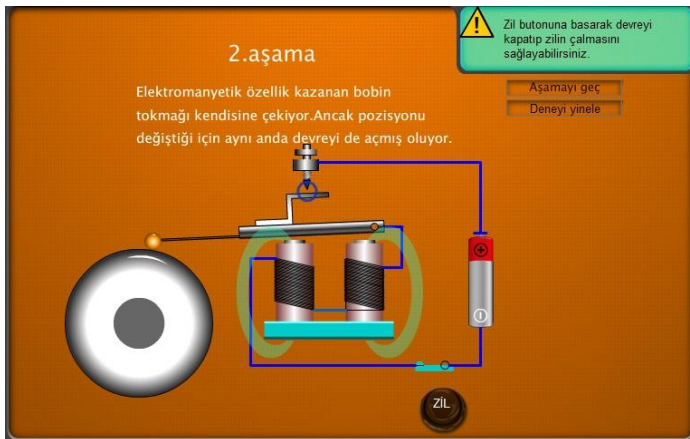 Zil butonuna basarak devreyi
kapatıp zilin çalmasını
sağlayabilirsiniz.
2.aşama
Aşamayı geç
Deneyi yinele
Elektromanyetik özellik kazanan bobin
tokmağı kendisine çekiyor.Ancak pozisyonu
değiştiği için aynı anda devreyi de açmış oluyor.
ZİL